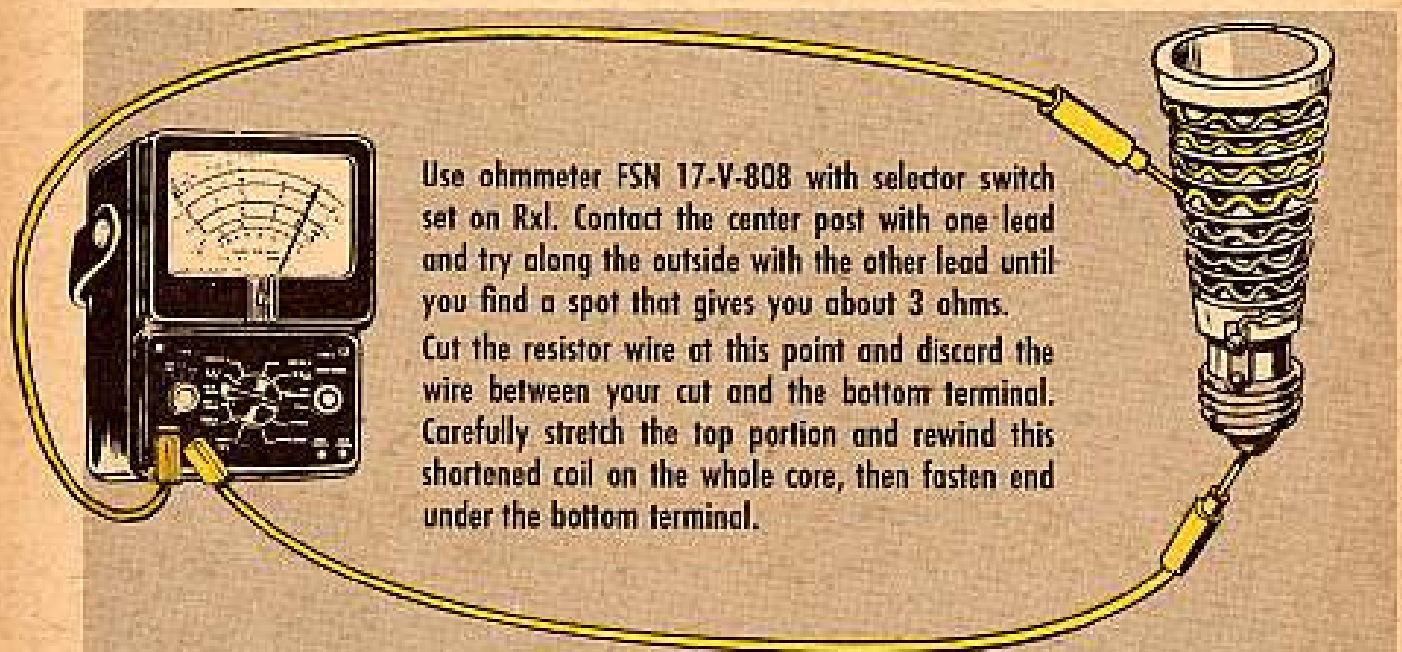 Use ohmmeter FSN 17-V-808 with selector switch
set on Rxl. Contact the center post with one lead
and try along the outside with the other lead until
you find a spot that gives you about 3 ohms.
Cut the resistor wire at this point and discard the
wire between your cut and the bottom terminal.
Carefully stretch the top portion and rewind this
shortened coil on the whole core, then fasten end
under the bottom terminal.